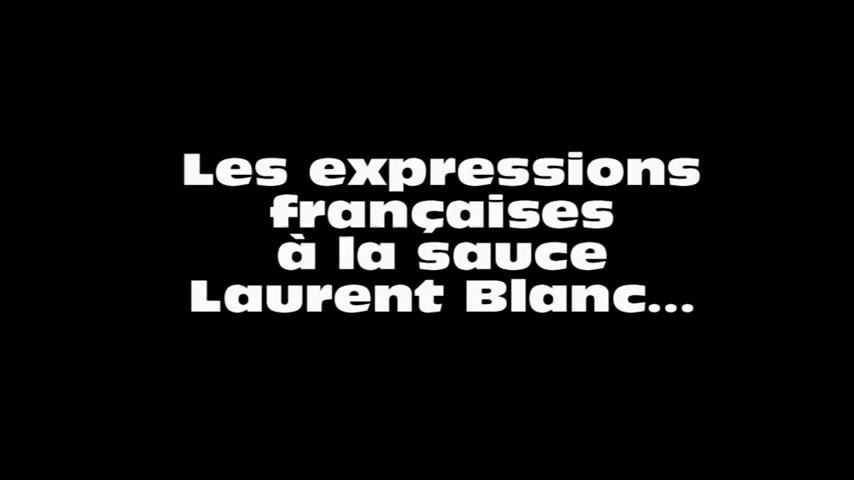 Les expressions
françaises
à la sauce
Laurent Blanc...